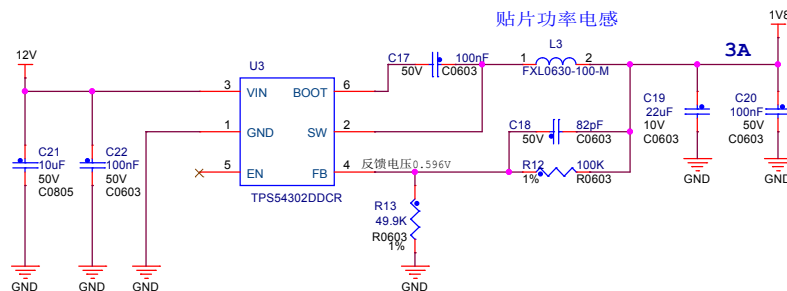 贴片功率电感
1V8
12V
3A
C17
100nF
50V
C0603
L3
1
2
FXL0630-100-M
U3
3
VIN
BOOT
6
1
GND
SW
2
5
EN
FB
4
TPS54302DDCR
反馈电压0.596V
C18
82pF
50V
C0603
R12
100K
1%
R0603
R13
49.9K
R0603
1%
C19
22uF
10V
C0603
C20
100nF
50V
C0603
C21
10uF
50V
C0805
C22
100nF
50V
C0603
GND
GND
GND
GND
GND
GND